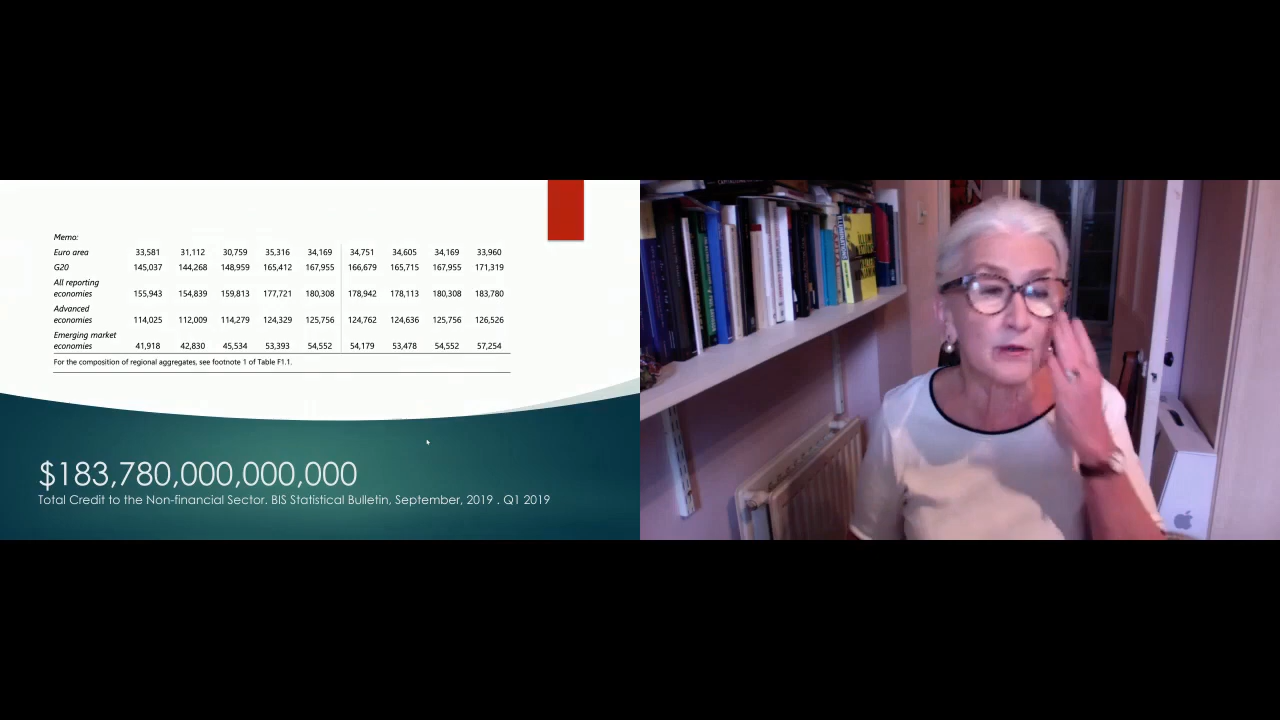 Memo:
Euro area 33,581 31,112 30,759 35,316 34,169 34,751 34,605 34,169 33,960
G20 145,037 144,268 148,959 165,412 167,955 166,679 165,715 167,955 171,319
All reporting
economies 155,943 154,839 159,813 177,721 180,308 178,942 178,113 180,308 183,780
Advanced
economies 114,025 112,009 114,279 124,329 125,756 124,762 124,636 125,756 126,526
Emerging market
economies 41,918 42,830 45,534 53,393 54,552 54,179 53,478 54,552 57,254
For the composition of regional aggregates, see footnote 1 of Table F1.1.
$183,780,000,000,000
Total Credit to the Non-financial Sector. BIS Statistical Bulletin, September, 2019 . Q1 2019